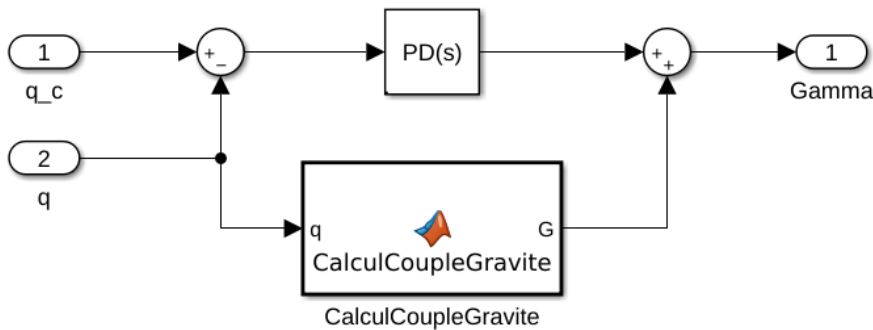 1
q_c
+
−
PD(s)
+
+
1
Gamma
2
q
q
G
CalculCoupleGravite
CalculCoupleGravite